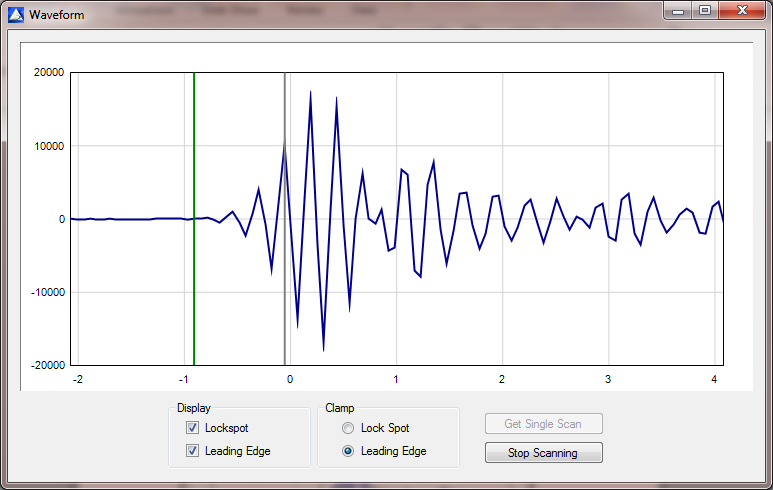 Waveform
20000
10000
0
-10000
-20000
-2 -1 0 1 2 3 4
Display Clamp
Lockspot Lock Spot Get Single Scan
Leading Edge Leading Edge Stop Scanning